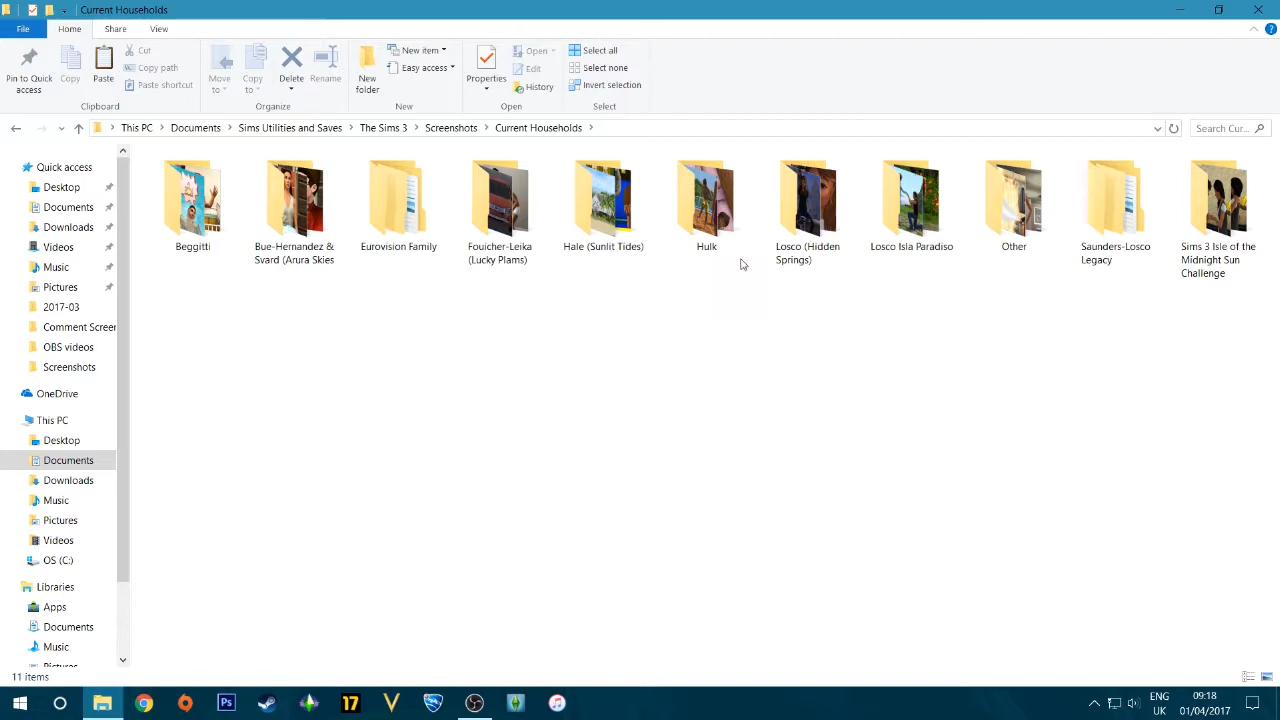 Current Households
File Home Share View
Pin to Quick access
Copy
Paste
Cut
Copy path
Paste shortcut
Clipboard
Move to
Copy to
Delete
Rename
Organize
New folder
New item
Easy access
New
Properties
Open
Edit
History
Open
Select all
Select none
Invert selection
Select
This PC Documents Sims Utilities and Saves The Sims 3 Screenshots Current Households
Search Cur...
Quick access
Desktop
Documents
Downloads
Videos
Music
Pictures
2017-03
Comment Screen
OBS videos
Screenshots
OneDrive
This PC
Desktop
Documents
Downloads
Music
Pictures
Videos
OS (C:)
Libraries
Apps
Documents
Music
Pictures
Beggitti
Bue-Hernandez &
Svard (Arura Skies
Eurovision Family
Fouicher-Leika
(Lucky Plams)
Hale (Sunlit Tides)
Hulk
Losco (Hidden
Springs)
Losco Isla Paradiso
Other
Saunders-Losco
Legacy
Sims 3 Isle of the
Midnight Sun
Challenge
11 items
Ps
17
ENG
UK
09:18
01/04/2017